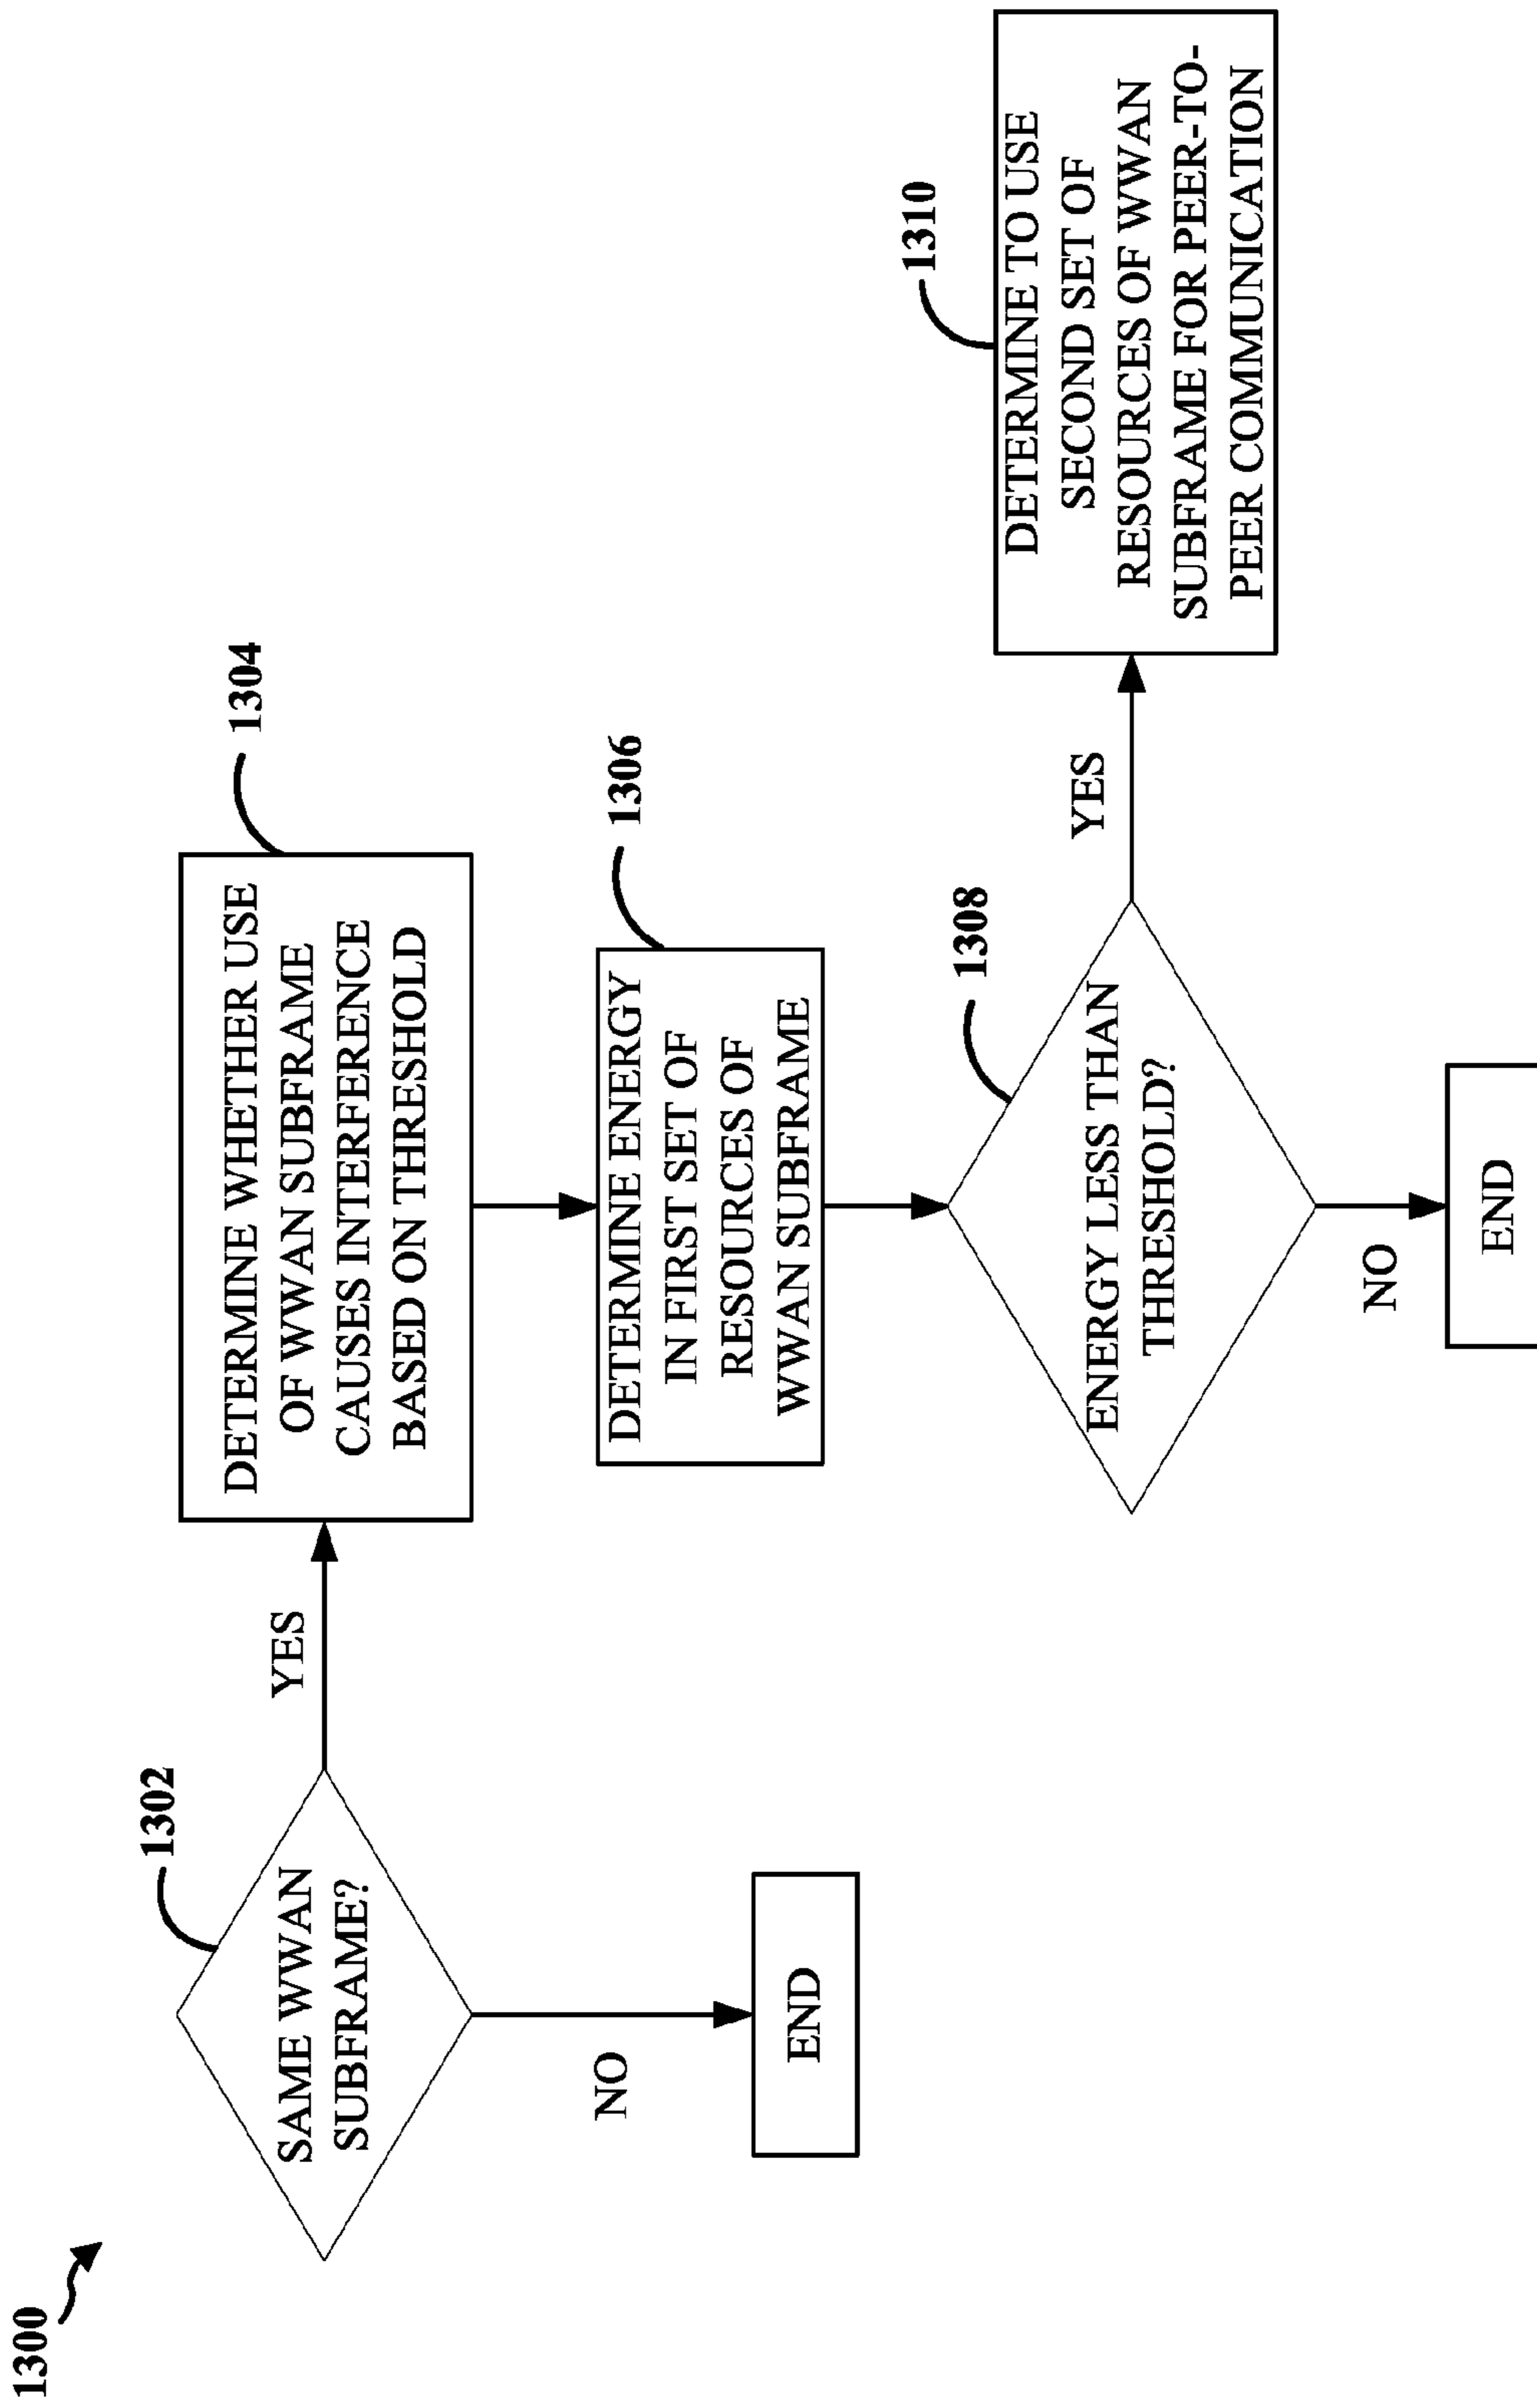 1300
1302
SAME WWAN
SUBFRAME?
YES
NO
END
1304
DETERMINE WHETHER USE
OF WWAN SUBFRAME
CAUSES INTERFERENCE
BASED ON THRESHOLD
1306
DETERMINE ENERGY
IN FIRST SET OF
RESOURCES OF
WWAN SUBFRAME
1308
ENERGY LESS THAN
THRESHOLD?
YES
NO
END
1310
DETERMINE TO USE
SECOND SET OF
RESOURCES OF WWAN
SUBFRAME FOR PEER-TO-
PEER COMMUNICATION